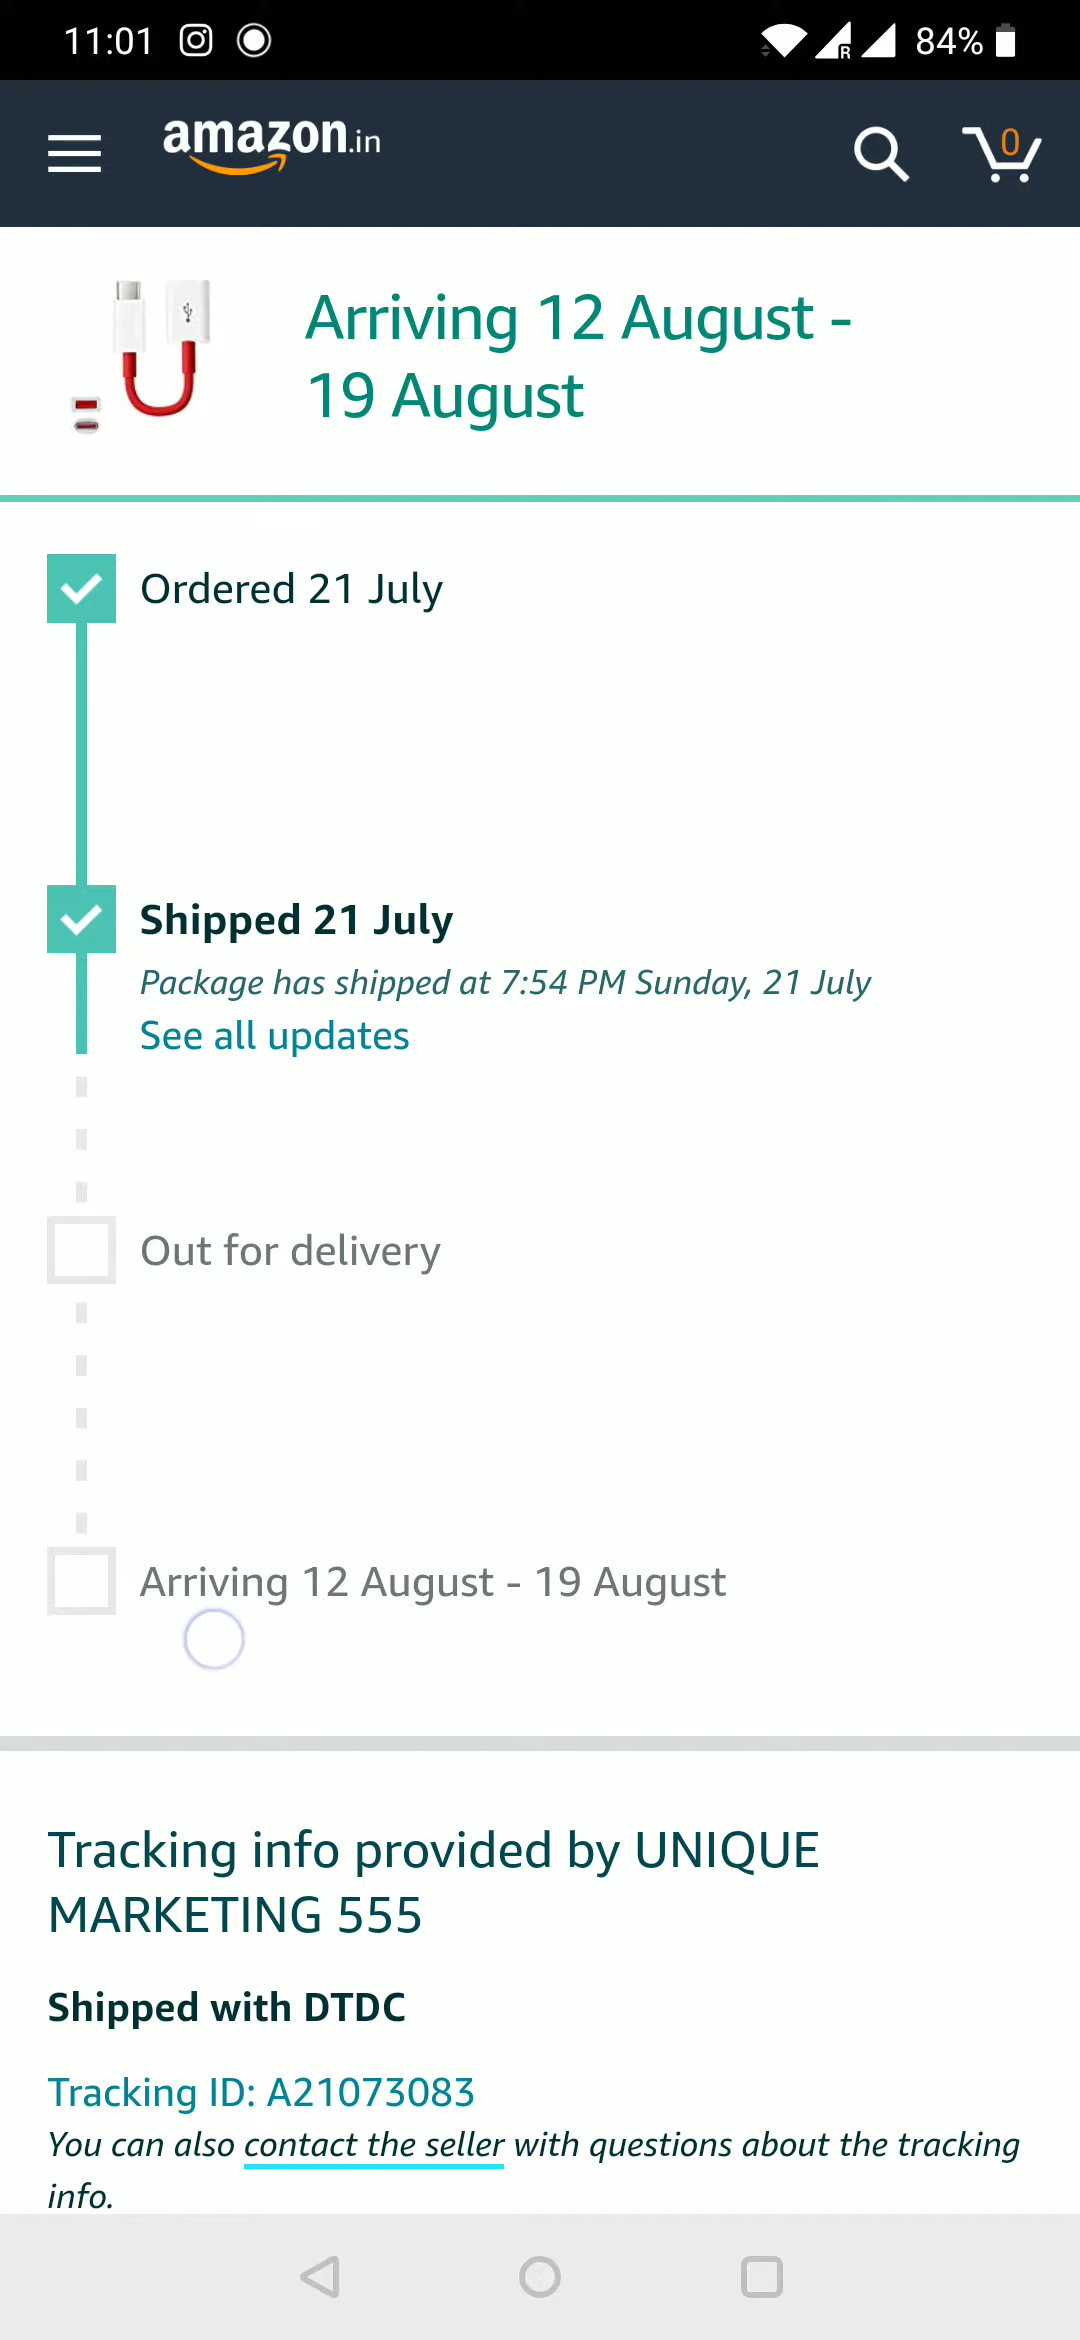 11:01
R
84%
amazon.in
0
Arriving 12 August -
19 August
Ordered 21 July
Shipped 21 July
Package has shipped at 7:54 PM Sunday, 21 July
See all updates
Out for delivery
Arriving 12 August - 19 August
Tracking info provided by UNIQUE
MARKETING 555
Shipped with DTDC
Tracking ID: A21073083
You can also contact the seller with questions about the tracking
info.